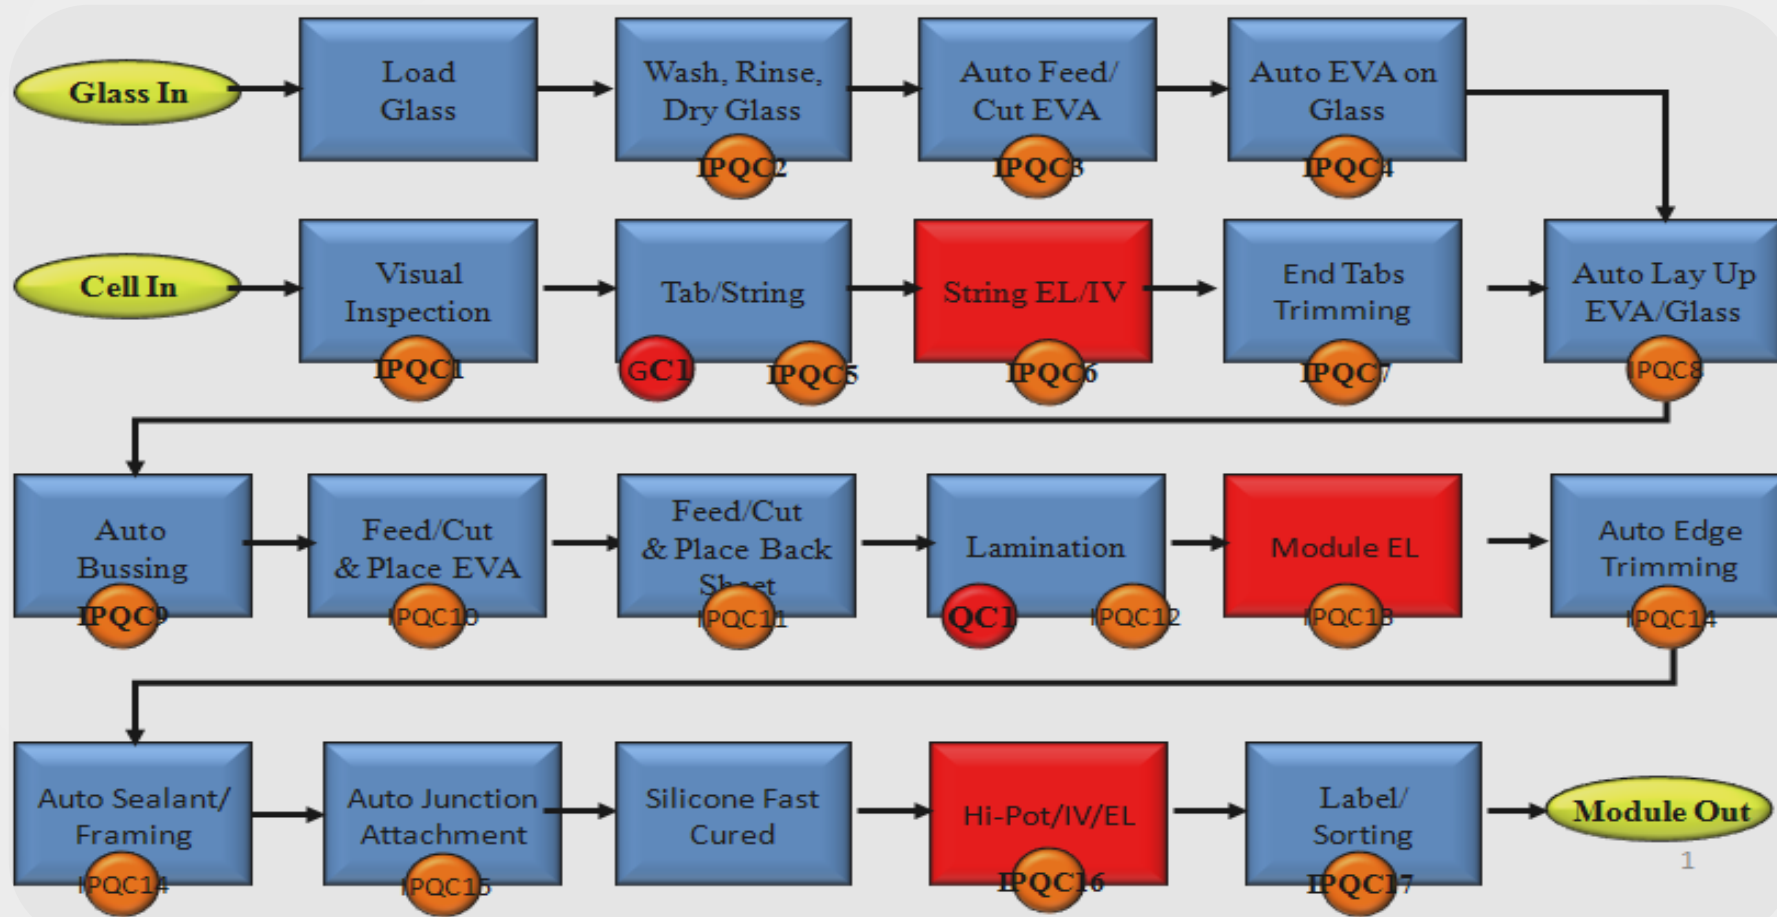 Glass In
Load
Glass
Wash, Rinse,
Dry Glass
IPQC2
Auto Feed/
Cut EVA
IPQC3
Auto EVA on
Glass
IPQC4
Cell In
Visual
Inspection
IPQC1
Tab/String
GC1
IPQC5
String EL/IV
IPQC6
End Tabs
Trimming
IPQC7
Auto Lay Up
EVA/Glass
IPQC8
Auto
Bussing
IPQC9
Feed/Cut
& Place EVA
IPQC10
Feed/Cut
& Place Back
Sheet
IPQC11
Lamination
QC1
IPQC12
Module EL
IPQC13
Auto Edge
Trimming
IPQC14
Auto Sealant/
Framing
IPQC14
Auto Junction
Attachment
IPQC15
Silicone Fast
Cured
Hi-Pot/IV/EL
IPQC16
Label/
Sorting
IPQC17
Module Out
1